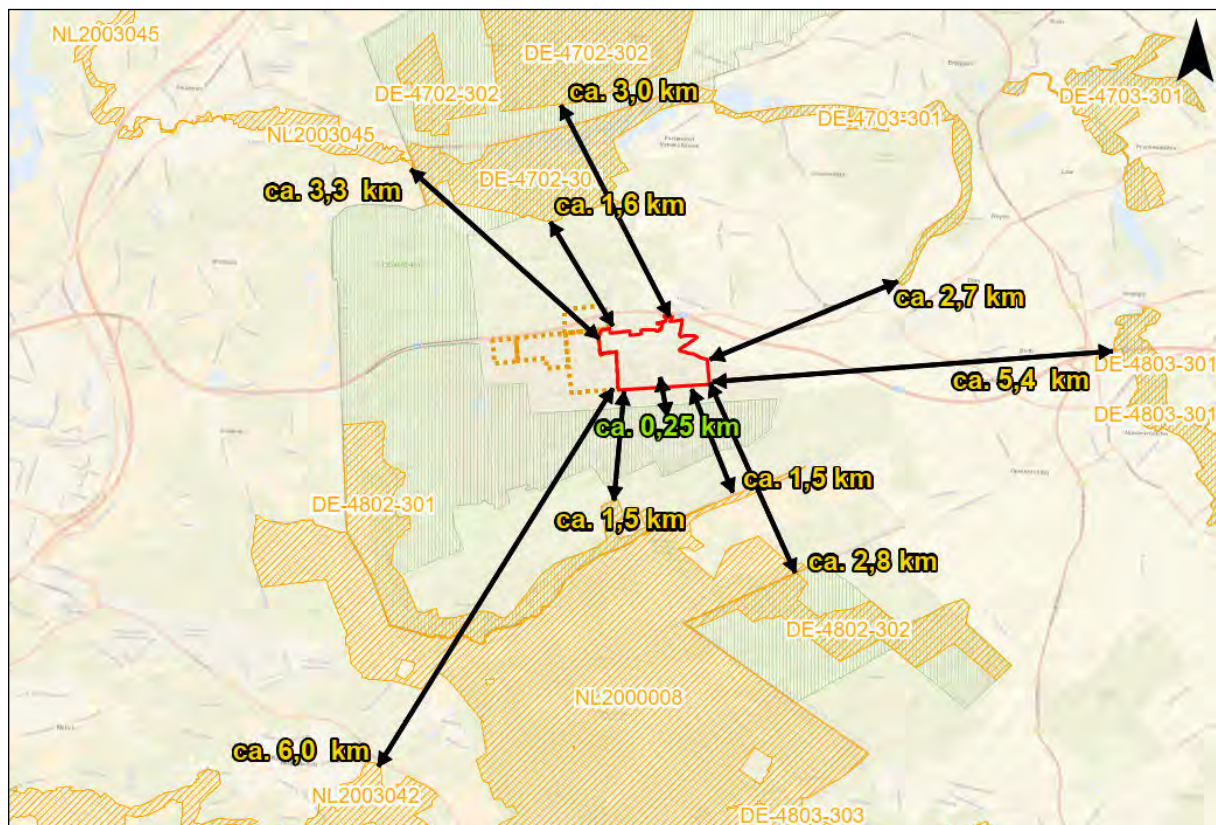 NL2003045
DE-4702-302
DE-4702-302
ca. 3,0 km
DE-4703-301
DE-4703-301
NL2003045
DE-4702-30
ca. 3,3 km
ca. 1,6 km
ca. 2,7 km
ca. 5,4 km
DE-4803-301
DE-4803-301
ca. 0,25 km
ca. 1,5 km
DE-4802-301
ca. 1,5 km
ca. 2,8 km
DE-4802-302
NL2000008
ca. 6,0 km
NL2003042
DE-4803-303